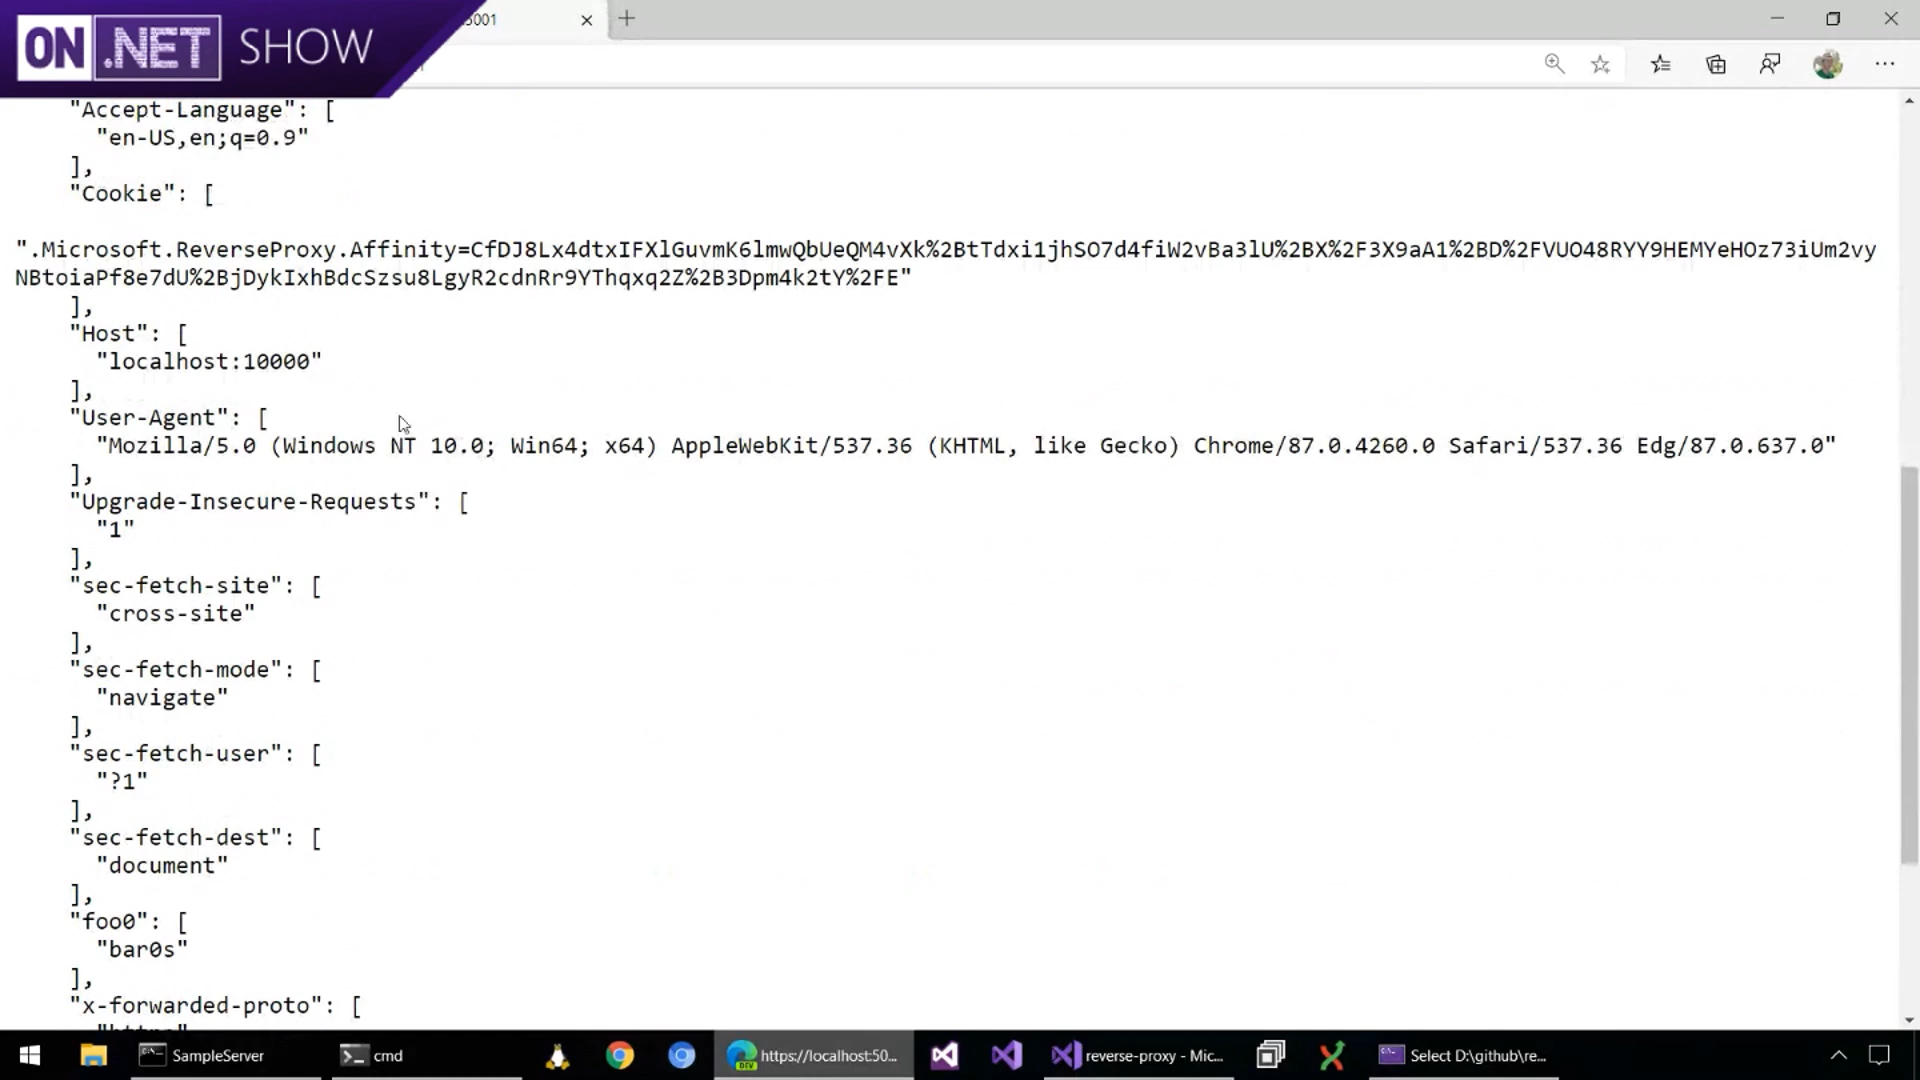 ON .NET SHOW
5001
"Accept-Language": [
"en-US,en;q=0.9"
],
"Cookie": [
".Microsoft.ReverseProxy.Affinity=CfDJ8Lx4dtxIFXlGuvmK6lmwQbUeQM4vXk%2BtTdxi1jhSO7d4fiW2vBa3lU%2BX%2F3X9aA1%2BD%2FVUO48RYY9HEMYeHOz73iUm2vy
NBtoiaPf8e7dU%2BjDykIxhBdcSzsu8LgyR2cdnRr9YThqxq2Z%2B3Dpm4k2tY%2FE"
],
"Host": [
"localhost:10000"
],
"User-Agent": [
"Mozilla/5.0 (Windows NT 10.0; Win64; x64) AppleWebKit/537.36 (KHTML, like Gecko) Chrome/87.0.4260.0 Safari/537.36 Edg/87.0.637.0"
],
"Upgrade-Insecure-Requests": [
"1"
],
"sec-fetch-site": [
"cross-site"
],
"sec-fetch-mode": [
"navigate"
],
"sec-fetch-user": [
"?1"
],
"sec-fetch-dest": [
"document"
],
"foo0": [
"bar0s"
],
"x-forwarded-proto": [
SampleServer
cmd
DEV
https://localhost:50...
reverse-proxy - Mic...
Select D:\github\re...